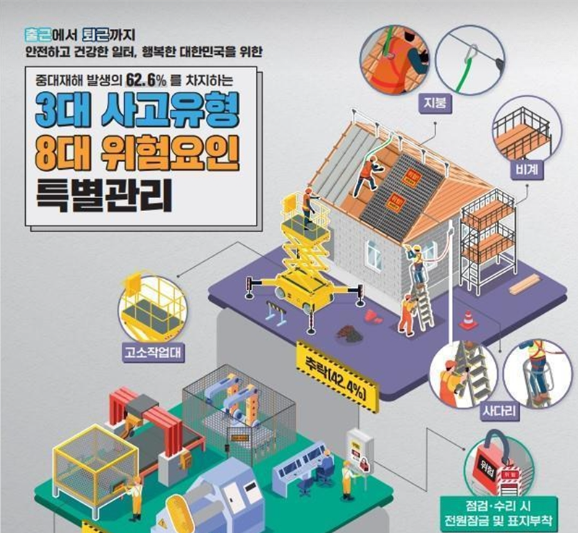 출근에서 퇴근까지
안전하고 건강한 일터, 행복한 대한민국을 위한
중대재해 발생의 62.6% 를 차지하는
3대 사고유형
8대 위험요인
특별관리
지붕
비계
고소작업대
추락(42.4%)
사다리
위험
점검·수리 시
전원잠금 및 표지부착